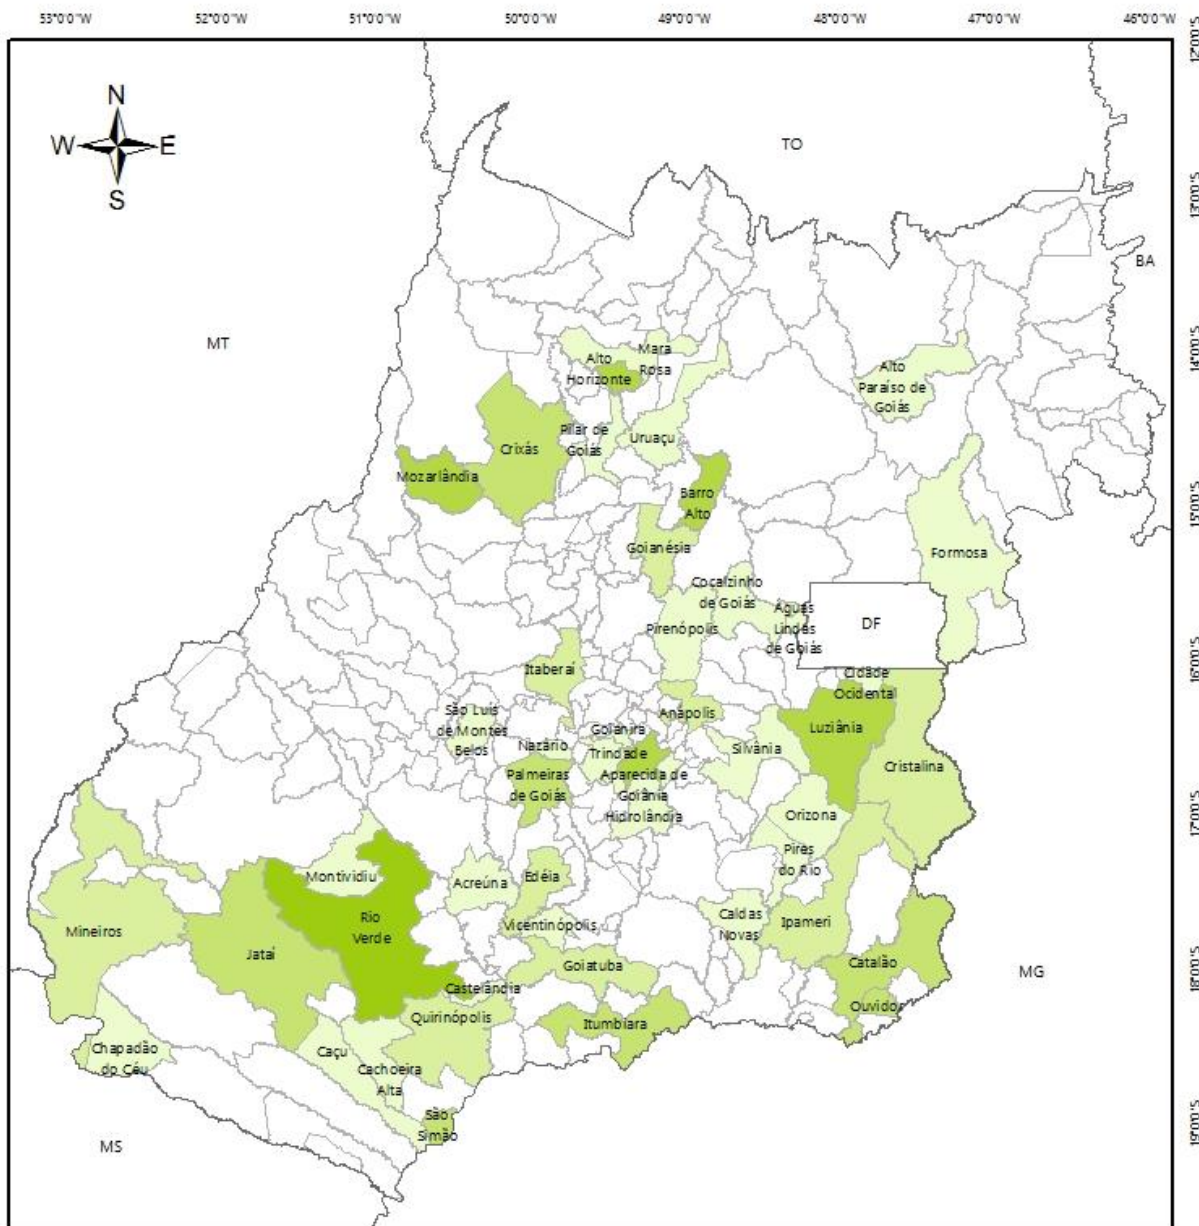 53°0'0"W 52°0'0"W 51°0'0"W 50°0'0"W 49°0'0"W 48°0'0"W 47°0'0"W 46°0'0"W
12°0'0"S
N
W E
S
TO
13°0'0"S
BA
MT
14°0'0"S
Alto
Horizonte
Mara
Rosa
Alto
Paraíso de
Goiás
Crixás
Pilar de
Goiás
Uruaçu
Mozarlândia
Barro
Alto
15°0'0"S
Goianésia
Formosa
Cocalzinho
de Goiás
Águas
Lindas
de Goiás
Pirenópolis
DF
16°0'0"S
Itaberaí
Cidade
Ocidental
São Luis
de Montes
Belos
Anápolis
Luziânia
Goianira
Nazário
Trindade
Silvânia
Cristalina
Palmeiras
de Goiás
Aparecida de
Goiânia
Hidrolândia
17°0'0"S
Orizona
Pires
do Rio
Montividiu
Acreúna
Edéia
Rio
Verde
Vicentinópolis
Caldas
Novas
Ipameri
Mineiros
Jataí
Goiatuba
Catalão
18°0'0"S
MG
Castelândia
Ouvidor
Quirinópolis
Itumbiara
Chapadão
do Céu
Caçu
Cachoeira
Alta
São
Simão
19°0'0"S
MS